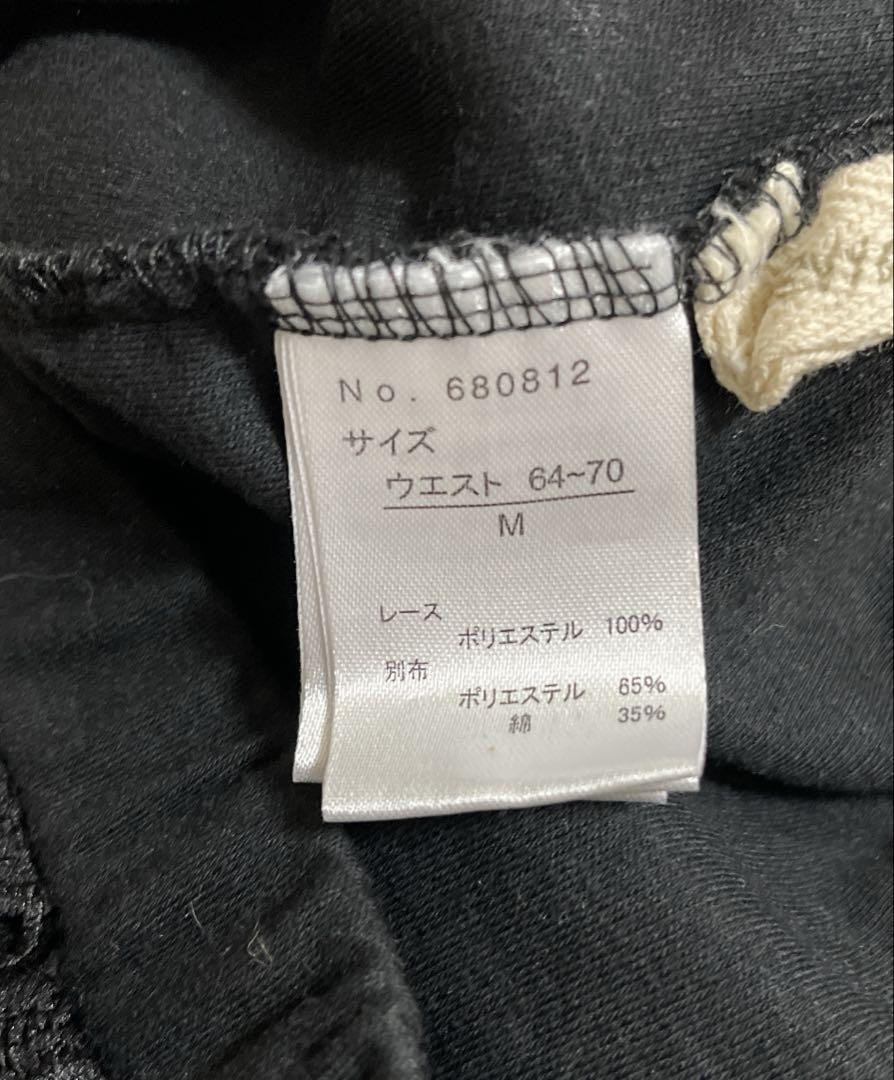 No. 680812
サイズ
ウエスト 64~70
M
レース
ポリエステル 100%
別布
ポリエステル 65%
綿 35%